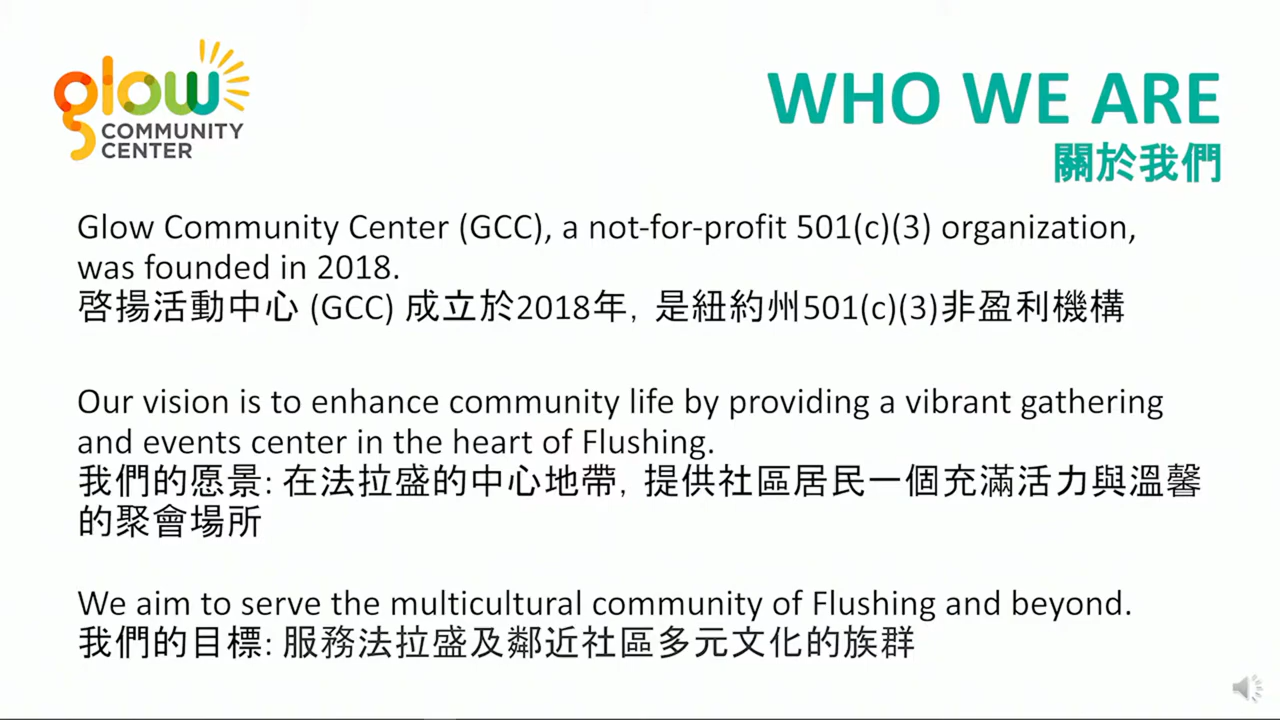 glow
COMMUNITY
CENTER
WHO WE ARE
關於我們
Glow Community Center (GCC), a not-for-profit 501(c)(3) organization,
was founded in 2018.
啓揚活動中心 (GCC) 成立於2018年, 是紐約州501(c)(3)非盈利機構
Our vision is to enhance community life by providing a vibrant gathering
and events center in the heart of Flushing.
我們的愿景: 在法拉盛的中心地帶, 提供社區居民一個充滿活力與溫馨
的聚會場所
We aim to serve the multicultural community of Flushing and beyond.
我們的目標: 服務法拉盛及鄰近社區多元文化的族群